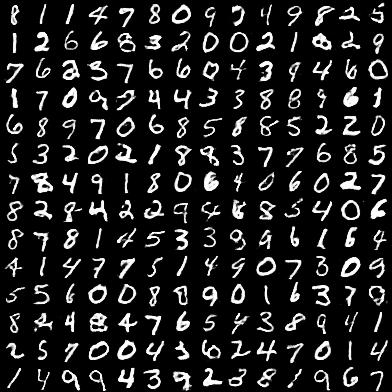 8 1 1 4 7 8 0 9 3 4 9 8 2 5
1 2 6 6 8 3 2 0 0 2 1 8 2 9
7 6 2 3 7 6 6 0 4 3 9 4 6 0
1 7 0 9 7 4 4 3 3 8 8 9 6 1
6 8 9 7 0 6 8 5 8 8 5 2 2 0
5 3 2 0 2 1 8 8 3 7 7 6 8 5
7 8 4 9 1 8 0 6 4 0 6 0 2 7
8 2 8 4 2 2 9 4 6 8 5 4 0 6
8 7 8 1 4 5 3 3 9 9 6 1 6 4
4 1 4 7 7 5 1 4 9 0 7 3 0 9
5 5 6 0 0 8 8 9 0 1 6 3 7 9
8 2 4 8 4 7 6 5 4 3 8 9 4 1
2 5 7 0 0 4 3 6 2 4 7 0 1 4
1 4 9 9 4 3 9 2 3 8 1 9 6 7